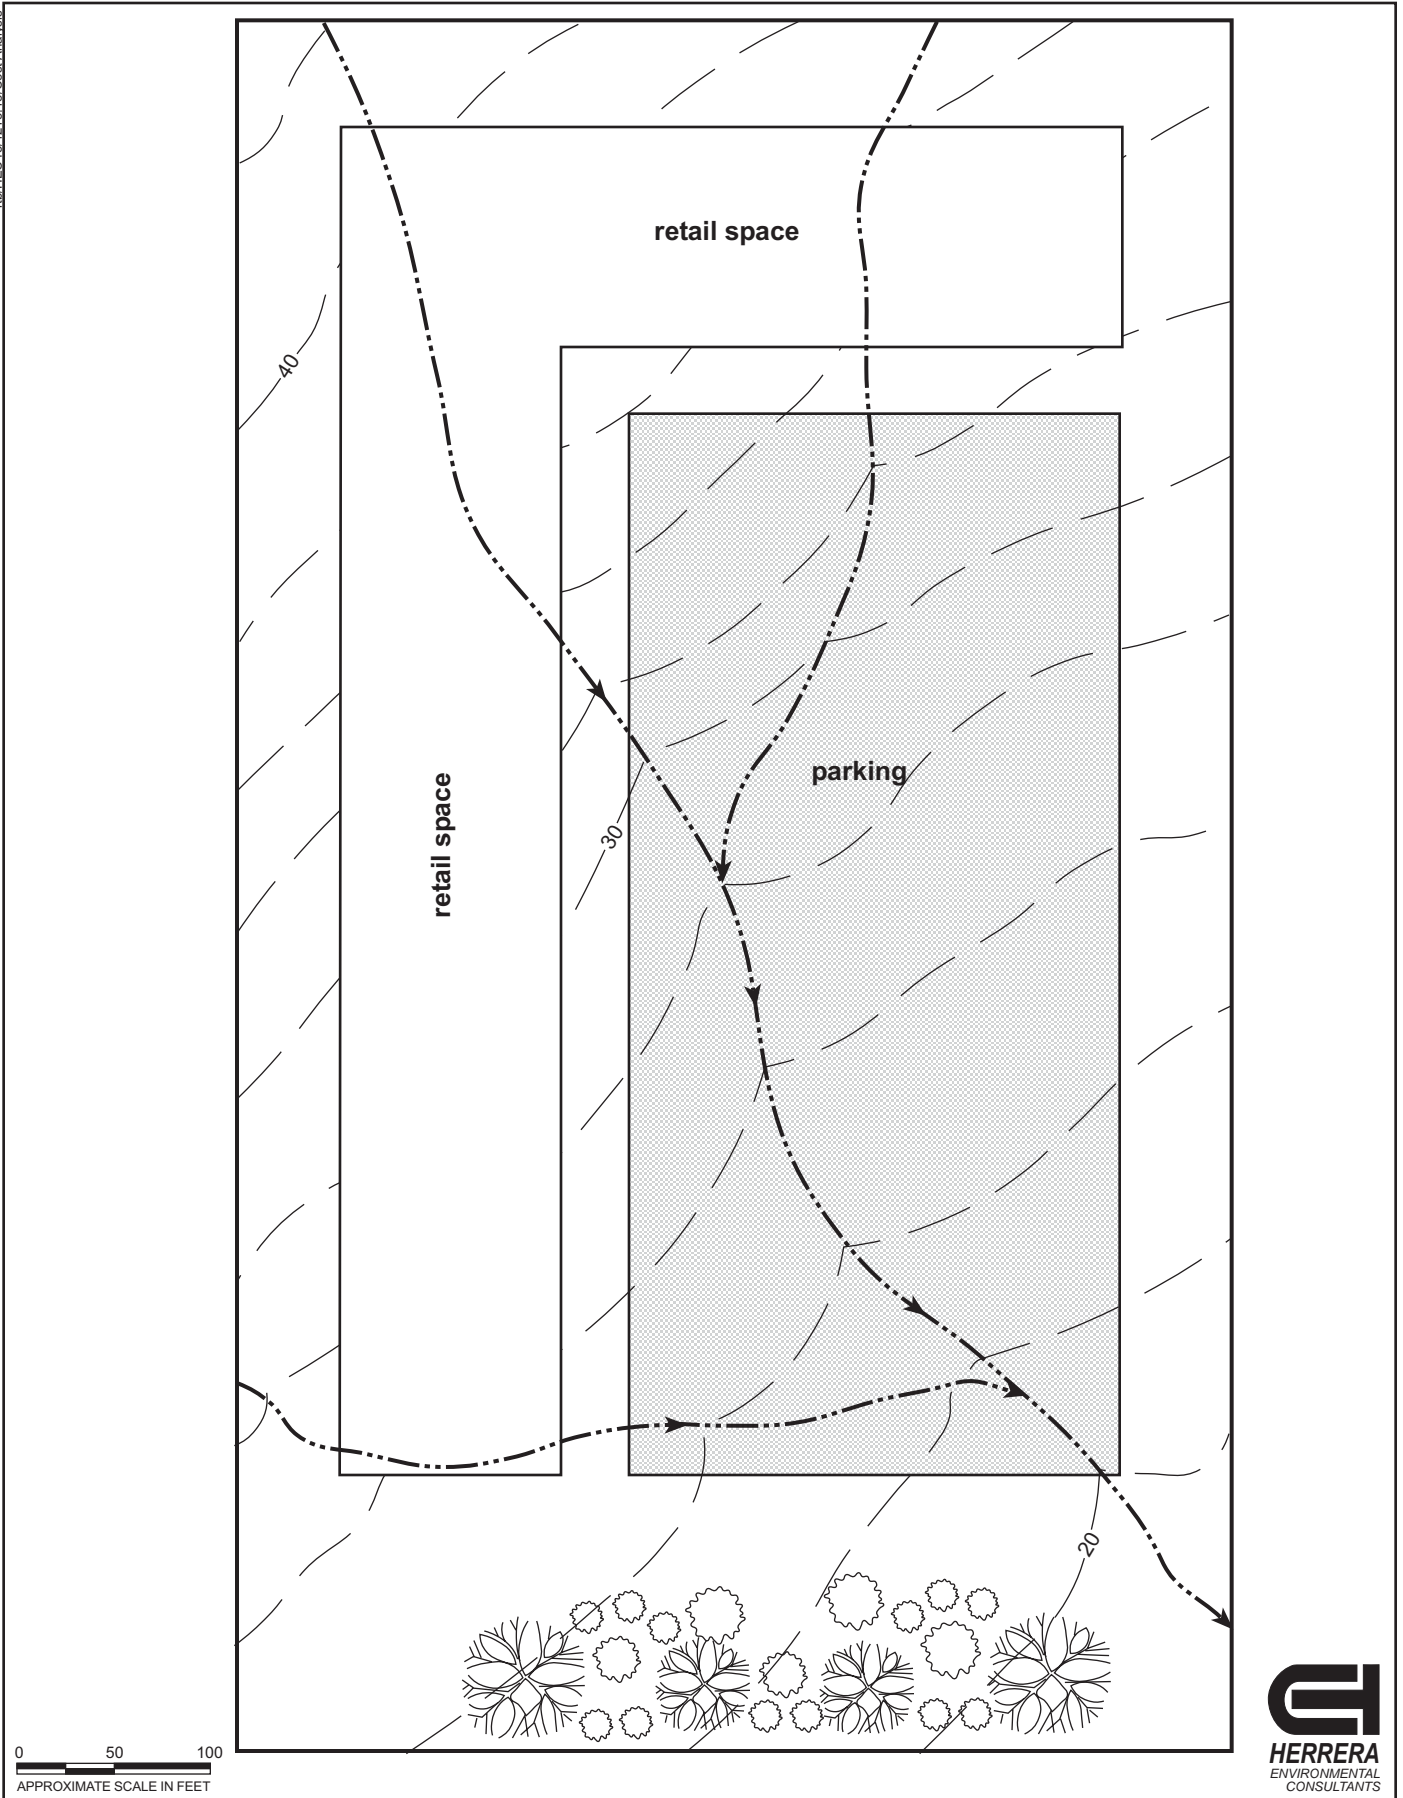 retail space
40
parking
retail space
30
20
0 50 100
APPROXIMATE SCALE IN FEET
HERRERA
ENVIRONMENTAL
CONSULTANTS